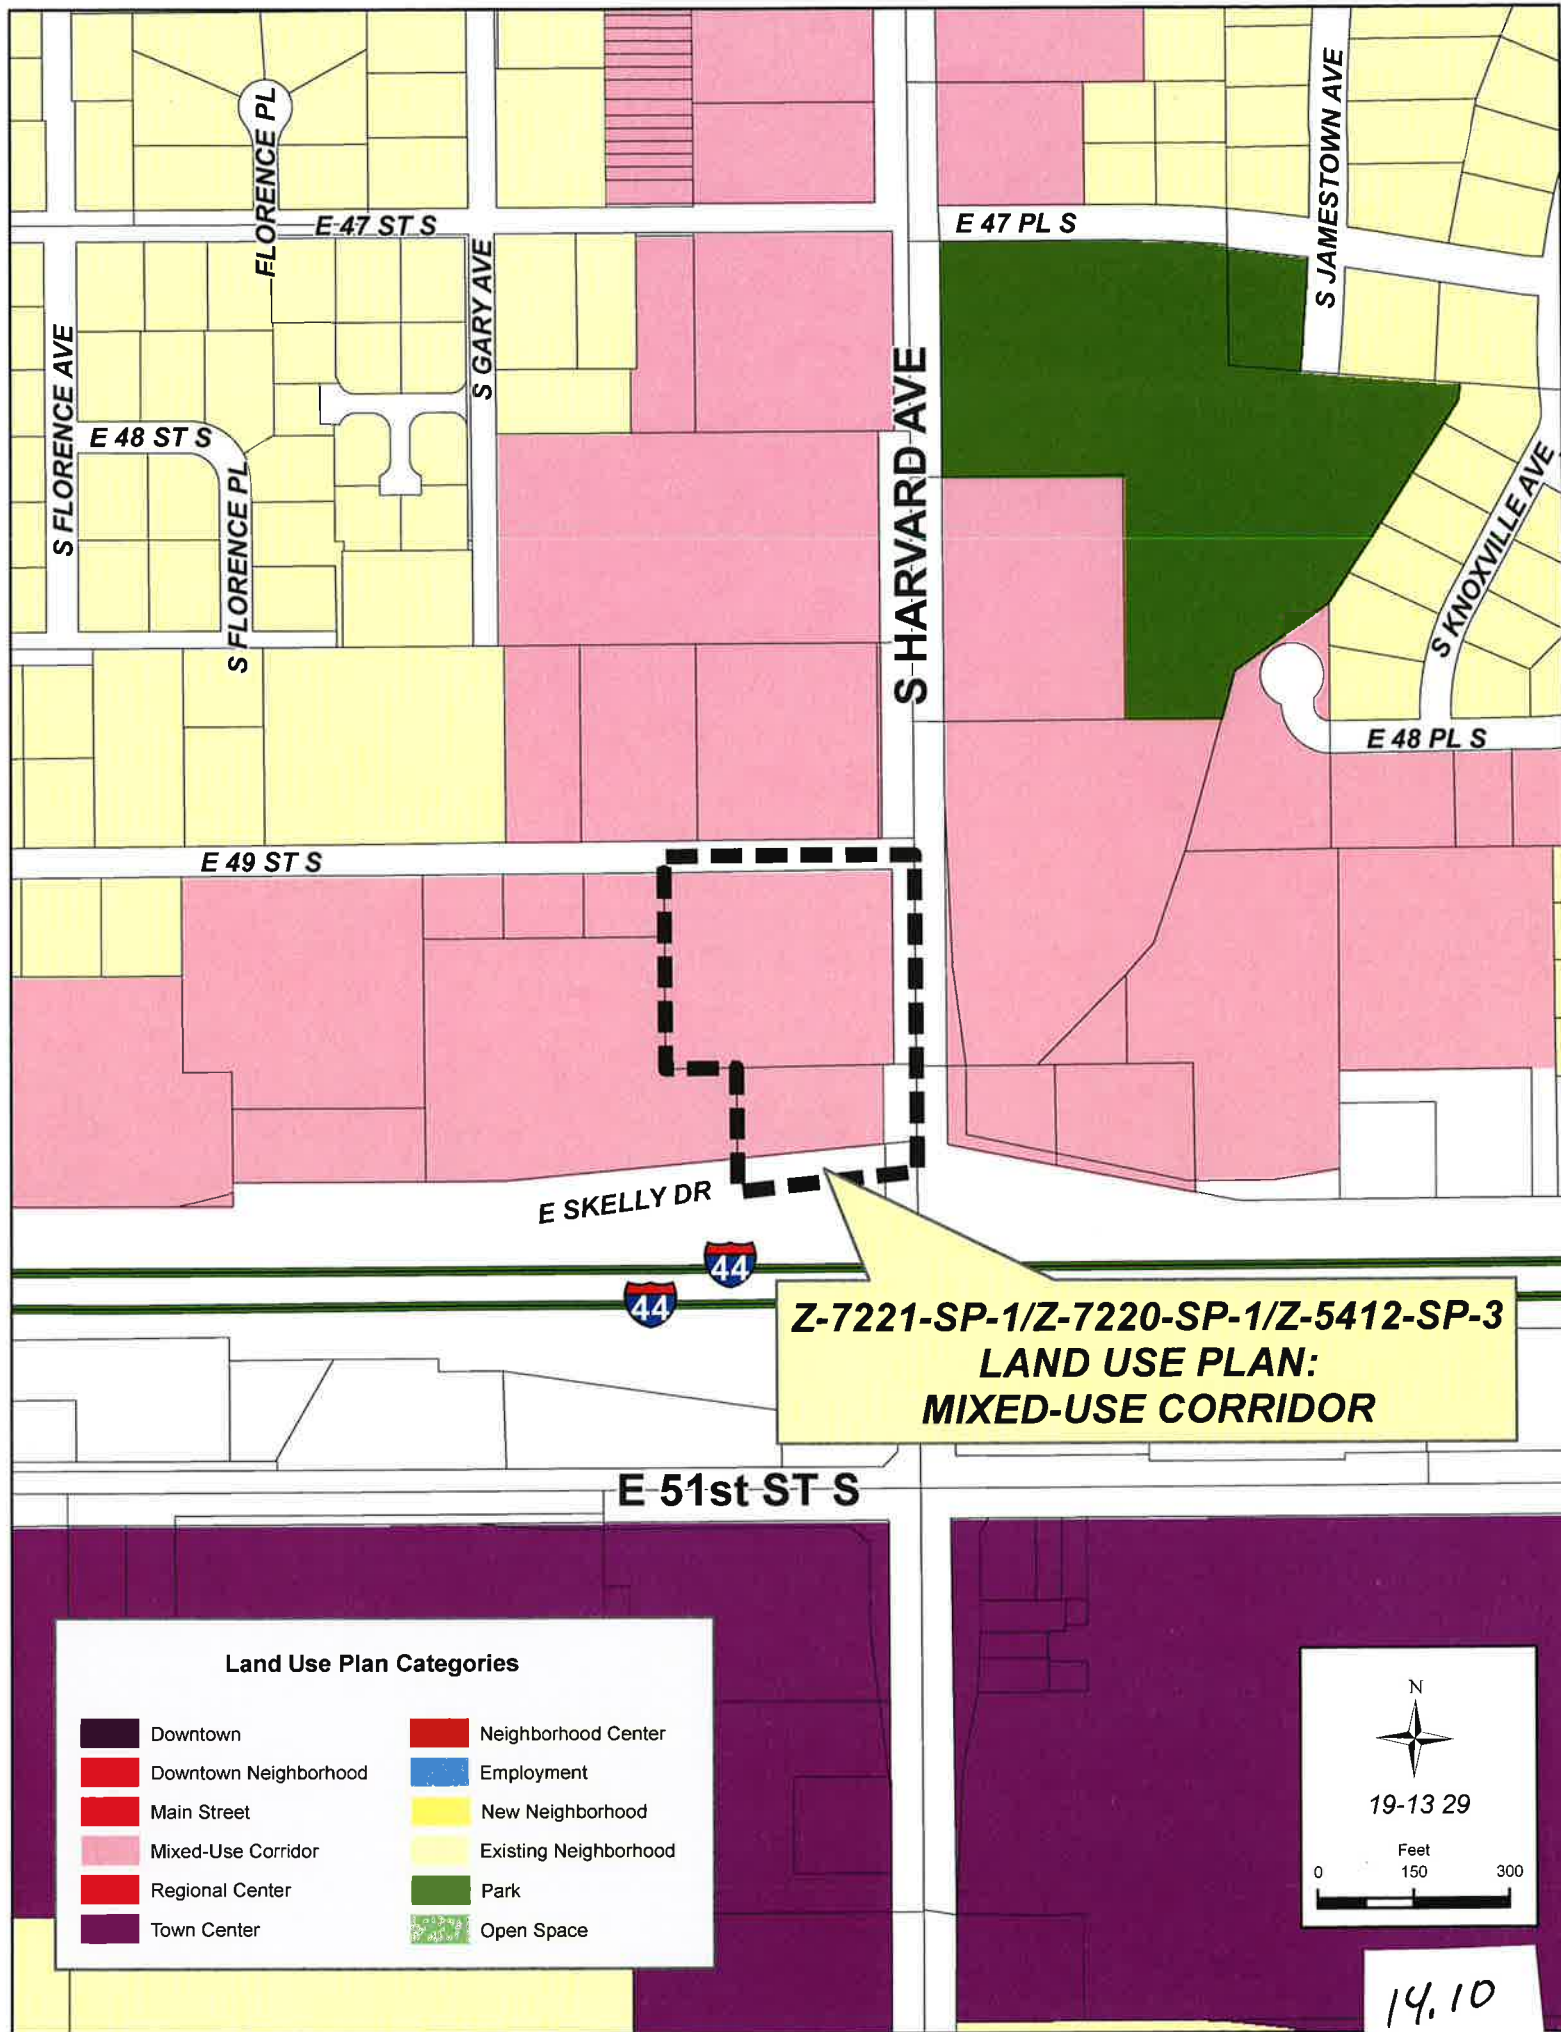 FLORENCE PL
E 47 ST S
E 47 PL S
S JAMESTOWN AVE
S GARY AVE
S FLORENCE AVE
E 48 ST S
S FLORENCE PL
S HARVARD AVE
S KNOXVILLE AVE
E 48 PL S
E 49 ST S
E SKELLY DR
44
44
Z-7221-SP-1/Z-7220-SP-1/Z-5412-SP-3
LAND USE PLAN:
MIXED-USE CORRIDOR
E 51st ST S
Land Use Plan Categories
Downtown
Downtown Neighborhood
Main Street
Mixed-Use Corridor
Regional Center
Town Center
Neighborhood Center
Employment
New Neighborhood
Existing Neighborhood
Park
Open Space
N
19-13 29
Feet
0 150 300
14.10